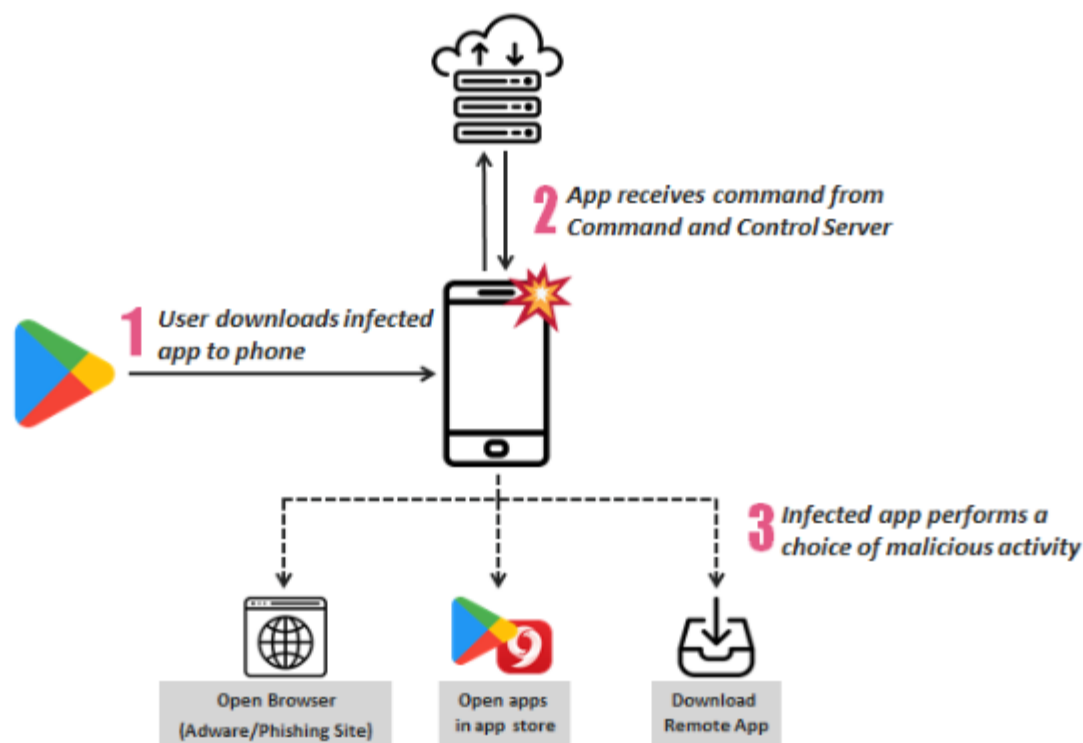 2 App receives command from
Command and Control Server
1 User downloads infected
app to phone
3 Infected app performs a
choice of malicious activity
Open Browser
(Adware/Phishing Site)
Open apps
in app store
Download
Remote App